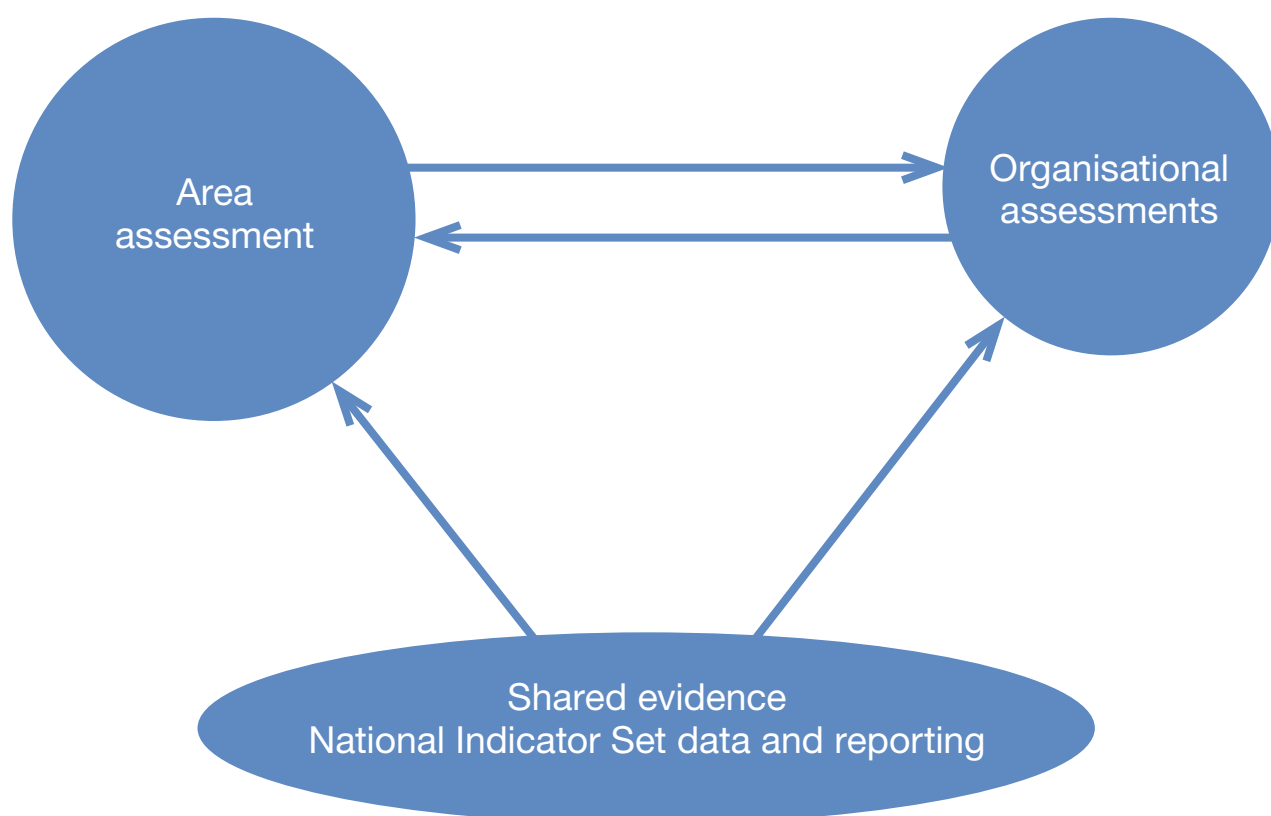 Area
assessment
Organisational
assessments
Shared evidence
National Indicator Set data and reporting